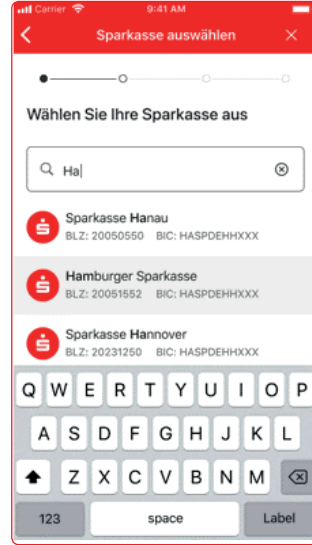 Carrier 9:41 AM
Sparkasse auswählen
Wählen Sie Ihre Sparkasse aus
Ha
Sparkasse Hanau
BLZ: 20050550 BIC: HASPDEHHXXX
Hamburger Sparkasse
BLZ: 20051552 BIC: HASPDEHHXXX
Sparkasse Hannover
BLZ: 20231250 BIC: HASPDEHHXXX
Q W E R T Y U I O P
A S D F G H J K L
Z X C V B N M
123 space Label